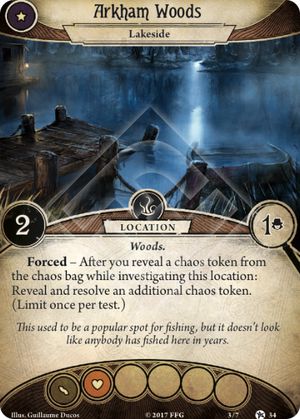 Arkham Woods
Lakeside
2
LOCATION
1
Woods.
Forced – After you reveal a chaos token from
the chaos bag while investigating this location:
Reveal and resolve an additional chaos token.
(Limit once per test.)
This used to be a popular spot for fishing, but it doesn't look
like anybody has fished here in years.
Illus. Guillaume Ducos
© 2017 FFG
3/7
34